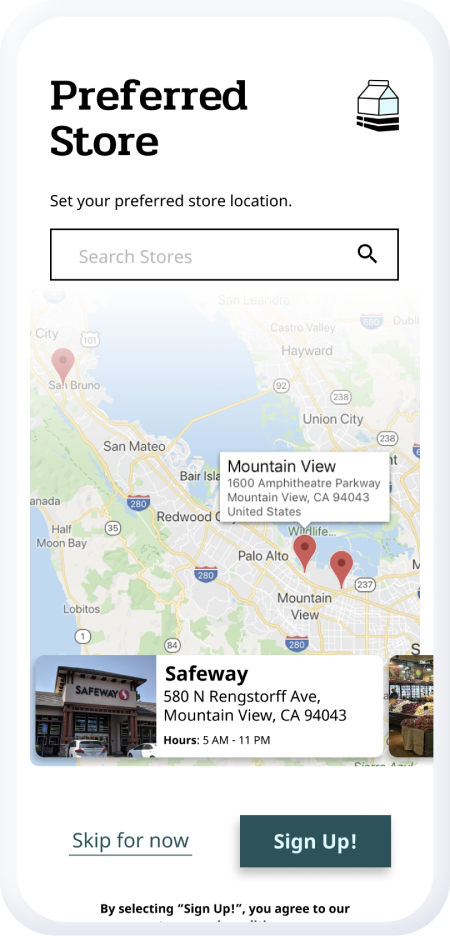 Preferred
Store
Set your preferred store location.
Search Stores
San Leandro
580
Castro Valley
Hayward
City
101
San Bruno
92
238
Union City
238
San Mateo
Mountain View
1600 Amphitheatre Parkway
Mountain View, CA 94043
United States
Bair Isla
280
Redwood C
35
Half
Moon Bay
Wildlife...
Palo Alto
280
237
Mountain
View
Lobitos
1
84
280
SAFEWAY
Safeway
580 N Rengstorff Ave,
Mountain View, CA 94043
Hours: 5 AM - 11 PM
Skip for now
Sign Up!
By selecting “Sign Up!”, you agree to our